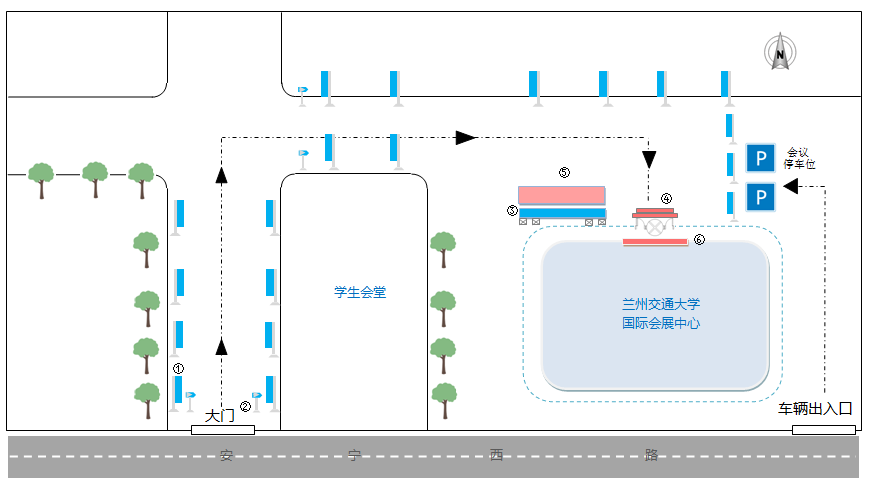 N
P
会议
停车位
⑤
P
③
④
⑥
学生会堂
兰州交通大学
国际会展中心
①
②
大门
车辆出入口
安宁西路